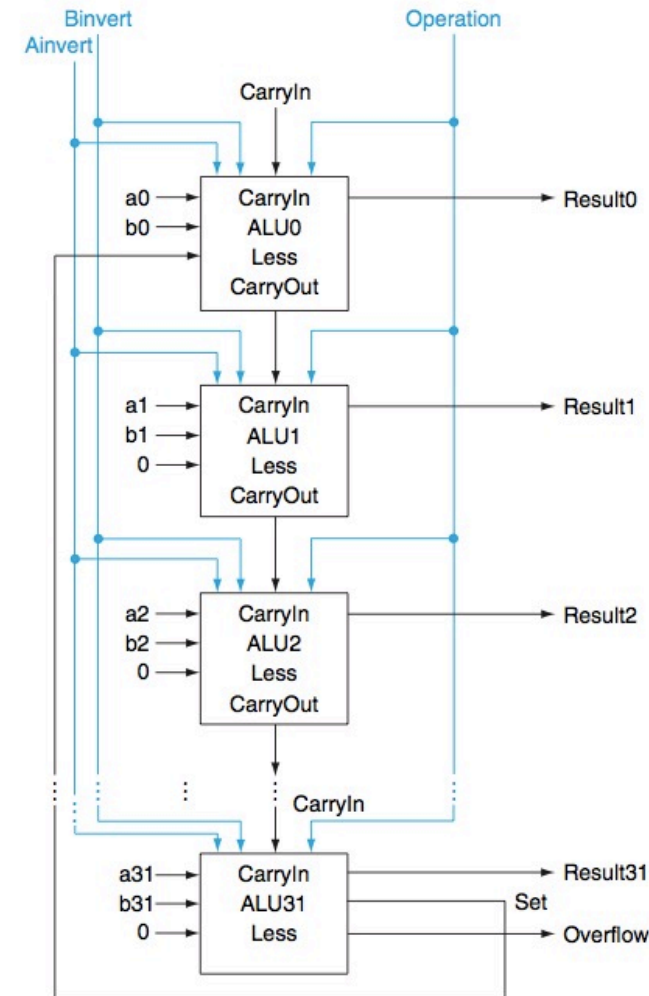 Binvert
Ainvert
Operation
CarryIn
a0
b0
CarryIn
ALU0
Less
CarryOut
Result0
a1
b1
0
CarryIn
ALU1
Less
CarryOut
Result1
a2
b2
0
CarryIn
ALU2
Less
CarryOut
Result2
CarryIn
a31
b31
0
CarryIn
ALU31
Less
Result31
Set
Overflow